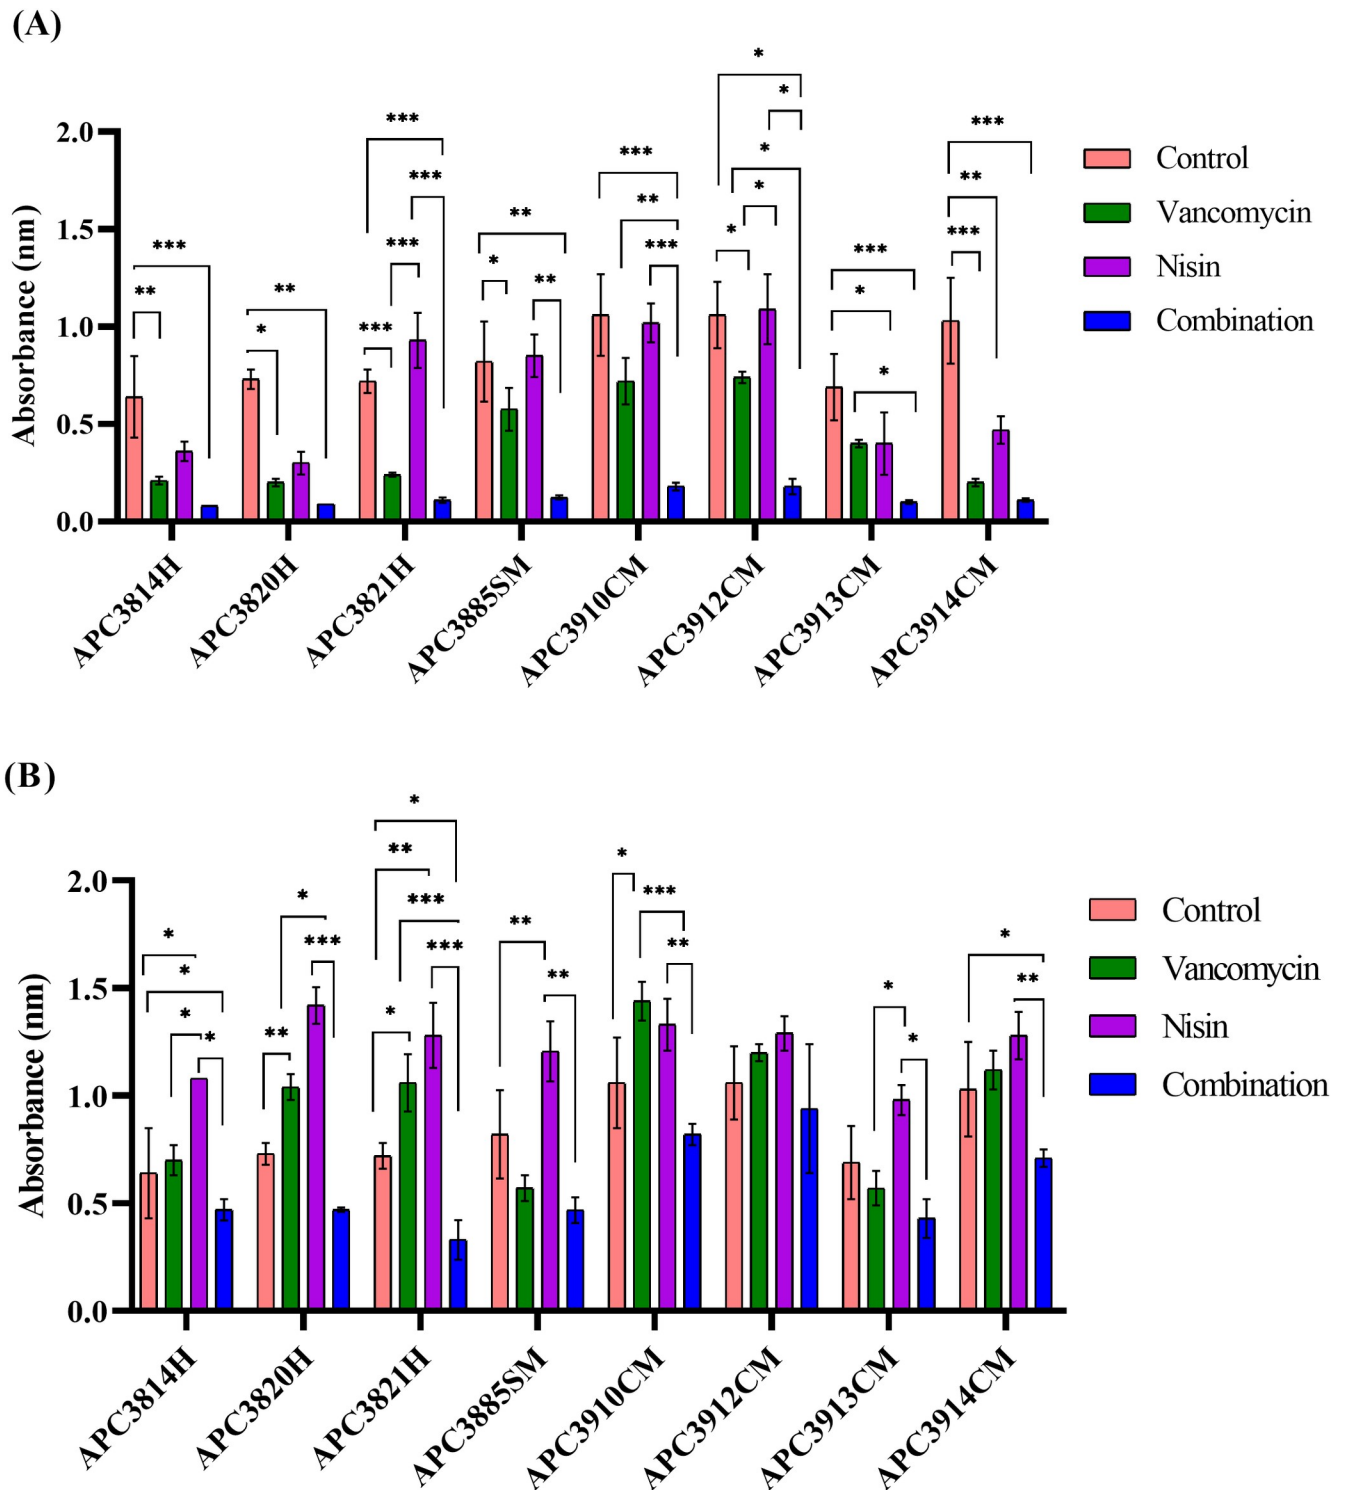 (A)
*
*
***
***
***
*
***
***
**
*
**
**
***
***
**
***
*
*
***
***
**
*
**
*
***
*
Absorbance (nm)
2.0
1.5
1.0
0.5
0.0
APC3814H
APC3820H
APC3821H
APC3885SM
APC3910CM
APC3912CM
APC3913CM
APC3914CM
Control
Vancomycin
Nisin
Combination
(B)
*
**
*
***
*
***
**
*
*
***
***
**
**
*
*
*
*
**
*
*
*
**
Absorbance (nm)
2.0
1.5
1.0
0.5
0.0
APC3814H
APC3820H
APC3821H
APC3885SM
APC3910CM
APC3912CM
APC3913CM
APC3914CM
Control
Vancomycin
Nisin
Combination